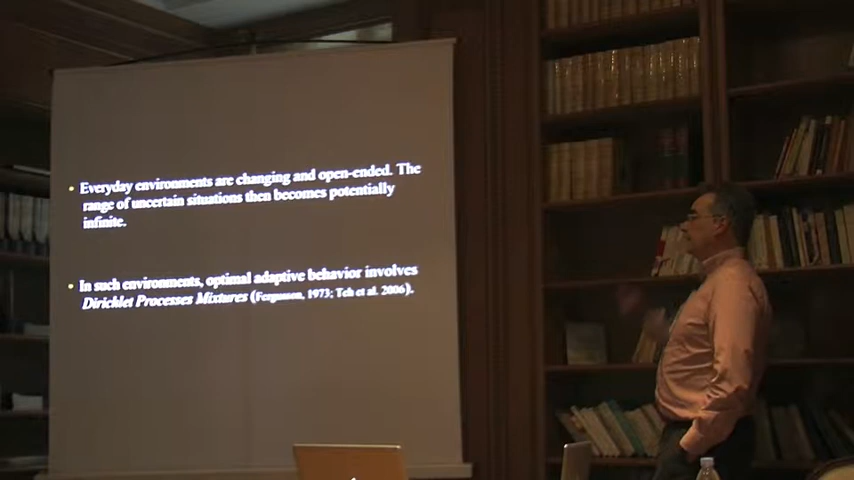 • Everyday environments are changing and open-ended. The
range of uncertain situations then becomes potentially
infinite.
• In such environments, optimal adaptive behavior involves
Dirichlet Processes Mixtures (Fergusson, 1973; Teh et al. 2006).